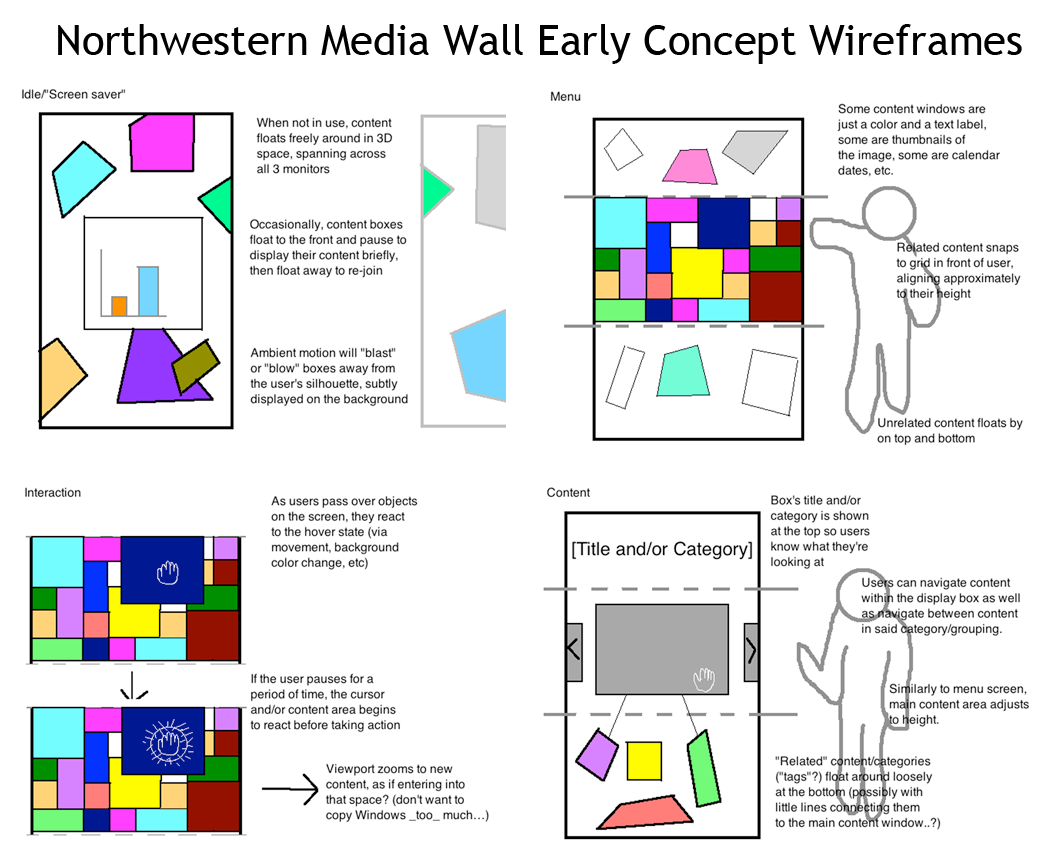 Northwestern Media Wall Early Concept Wireframes
Idle/"Screen saver"
When not in use, content
floats freely around in 3D
space, spanning across
all 3 monitors
Occasionally, content boxes
float to the front and pause to
display their content briefly,
then float away to re-join
Ambient motion will "blast"
or "blow" boxes away from
the user's silhouette, subtly
displayed on the background
Menu
Some content windows are
just a color and a text label,
some are thumbnails of
the image, some are calendar
dates, etc.
Related content snaps
to grid in front of user,
aligning approximately
to their height
Unrelated content floats by
on top and bottom
Interaction
As users pass over objects
on the screen, they react
to the hover state (via
movement, background
color change, etc)
If the user pauses for a
period of time, the cursor
and/or content area begins
to react before taking action
Viewport zooms to new
content, as if entering into
that space? (don't want to
copy Windows _too_ much…)
Content
[Title and/or Category]
Box's title and/or
category is shown
at the top so users
know what they're
looking at
Users can navigate content
within the display box as well
as navigate between content
in said category/grouping.
Similarly to menu screen,
main content area adjusts
to height.
"Related" content/categories
("tags"?) float around loosely
at the bottom (possibly with
little lines connecting them
to the main content window..?)